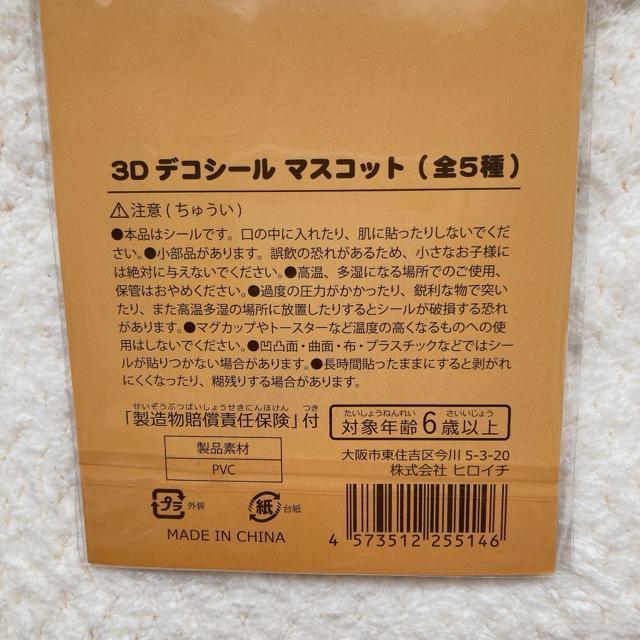 3D デコシール マスコット（全5種）
⚠注意(ちゅうい)
●本品はシールです。口の中に入れたり、肌に貼ったりしないでくだ
さい。●小部品があります。誤飲の恐れがあるため、小さなお子様に
は絶対に与えないでください。●高温、多湿になる場所でのご使用、
保管はおやめください。●過度の圧力がかかったり、鋭利な物で突い
たり、また高温多湿の場所に放置したりするとシールが破損する恐れ
があります。●マグカップやトースターなど温度の高くなるものへの使
用はしないでください。●凹凸面・曲面・布・プラスチックなどではシー
ルが貼りつかない場合があります。●長時間貼ったままにすると剥がれ
にくくなったり、糊残りする場合があります。
せいぞうぶつばいしょうせきにんほけん つき
「製造物賠償責任保険」付
たいしょうねんれい さいいじょう
対象年齢6歳以上
製品素材
PVC
大阪市東住吉区今川 5-3-20
株式会社 ヒロイチ
プラ 外装
紙 台紙
MADE IN CHINA
4 573512 255146